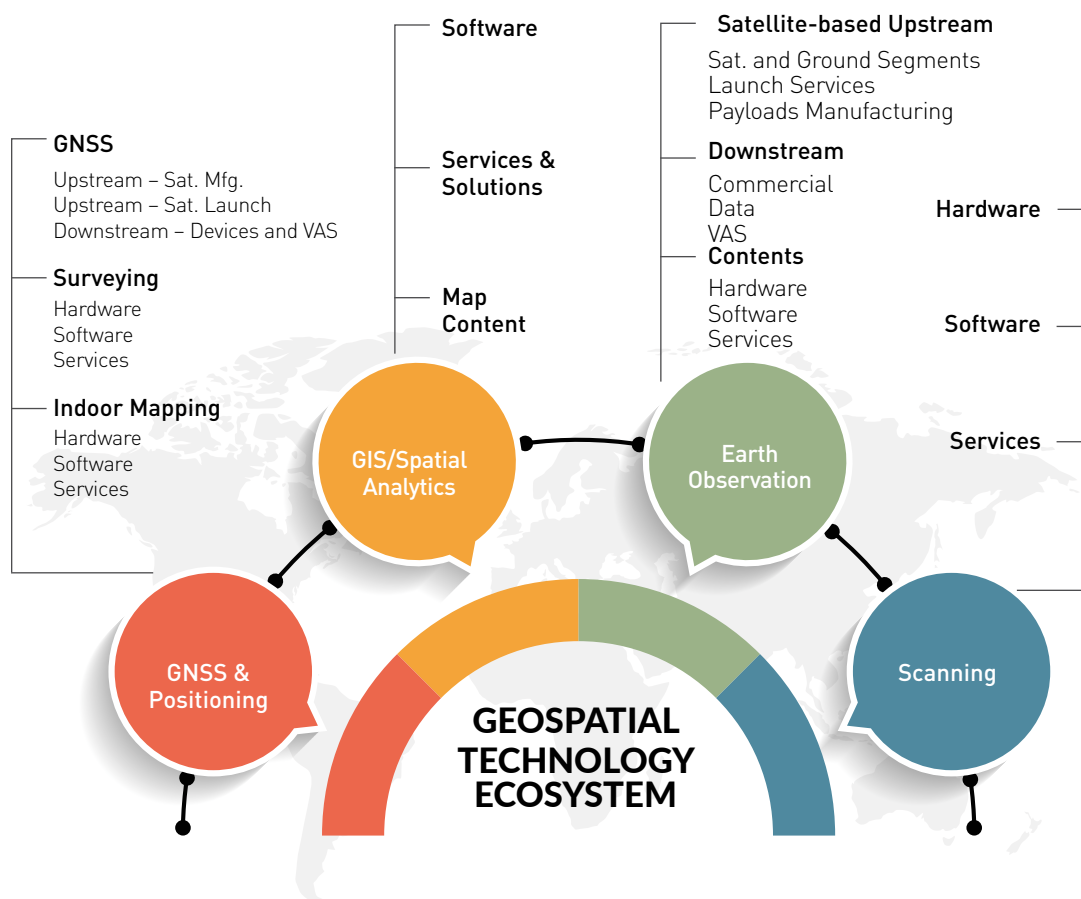 GNSS
Upstream – Sat. Mfg.
Upstream – Sat. Launch
Downstream – Devices and VAS
Surveying
Hardware
Software
Services
Indoor Mapping
Hardware
Software
Services
GNSS &
Positioning
Software
Services &
Solutions
Map
Content
GIS/Spatial
Analytics
Satellite-based Upstream
Sat. and Ground Segments
Launch Services
Payloads Manufacturing
Downstream
Commercial
Data
VAS
Contents
Hardware
Software
Services
Earth
Observation
Hardware
Software
Services
Scanning
GEOSPATIAL
TECHNOLOGY
ECOSYSTEM